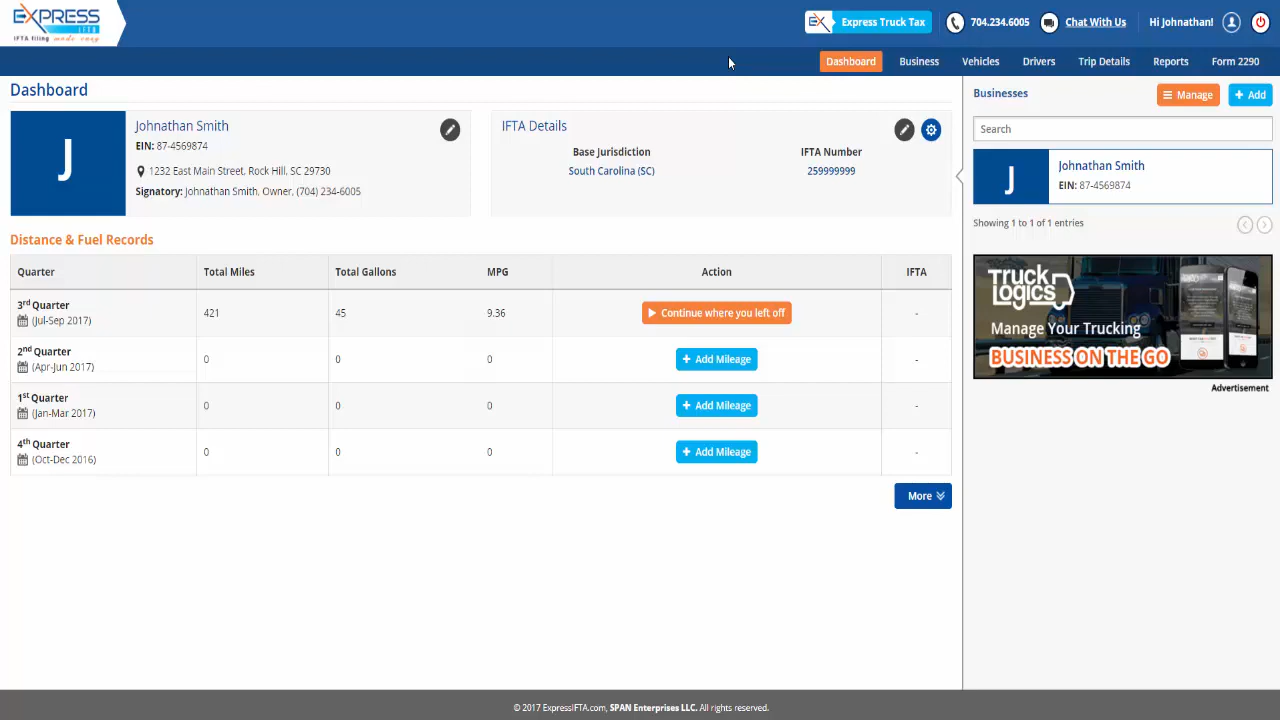 EXPRESS
IFTA
IFTA filing made easy
EX Express Truck Tax
704.234.6005
Chat With Us
Hi Johnathan!
Dashboard
Business
Vehicles
Drivers
Trip Details
Reports
Form 2290
Dashboard
J
Johnathan Smith
EIN: 87-4569874
1232 East Main Street, Rock Hill, SC 29730
Signatory: Johnathan Smith, Owner, (704) 234-6005
IFTA Details
Base Jurisdiction
South Carolina (SC)
IFTA Number
259999999
Distance & Fuel Records
Quarter Total Miles Total Gallons MPG Action IFTA
3rd Quarter
(Jul-Sep 2017) 421 45 9.36 Continue where you left off -
2nd Quarter
(Apr-Jun 2017) 0 0 0 + Add Mileage -
1st Quarter
(Jan-Mar 2017) 0 0 0 + Add Mileage -
4th Quarter
(Oct-Dec 2016) 0 0 0 + Add Mileage -
More
Businesses
Manage
+ Add
Search
J
Johnathan Smith
EIN: 87-4569874
Showing 1 to 1 of 1 entries
TRUCK
LOGICS
Manage Your Trucking
BUSINESS ON THE GO
Advertisement
© 2017 ExpressIFTA.com, SPAN Enterprises LLC. All rights reserved.